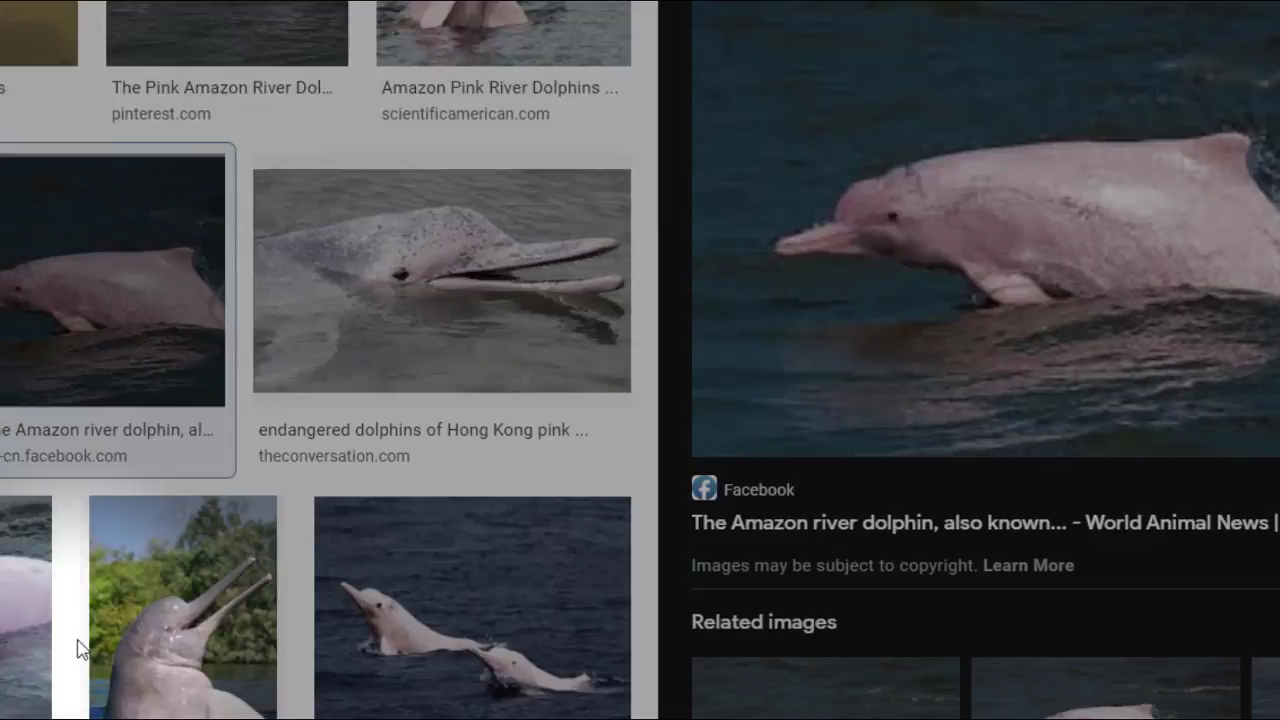 s
The Pink Amazon River Dol...
pinterest.com
Amazon Pink River Dolphins ...
scientificamerican.com
e Amazon river dolphin, al...
-cn.facebook.com
endangered dolphins of Hong Kong pink ...
theconversation.com
Facebook
The Amazon river dolphin, also known... - World Animal News |
Images may be subject to copyright. Learn More
Related images